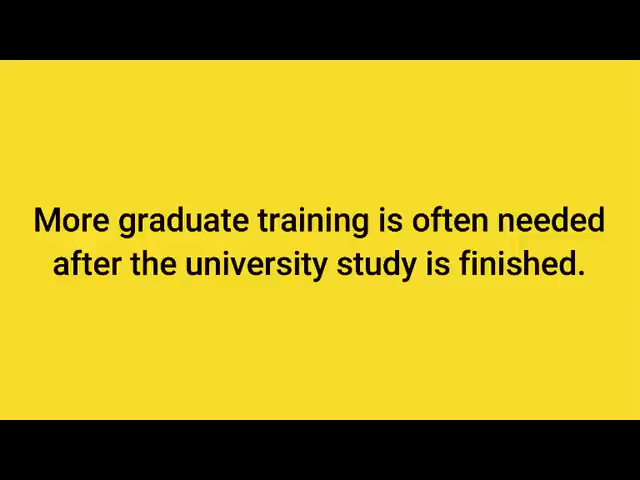 More graduate training is often needed
after the university study is finished.